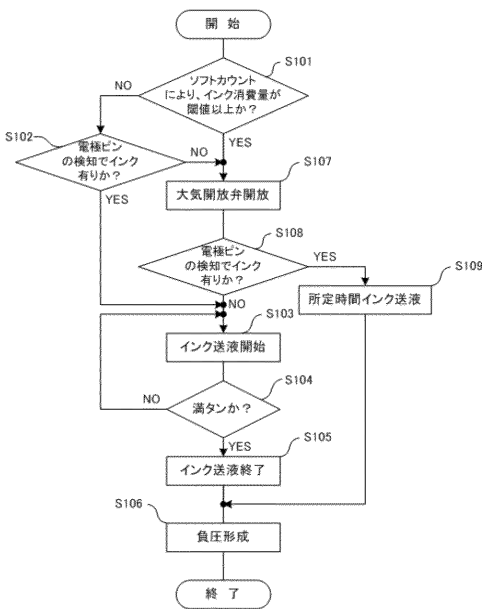 開 始
S101
ソフトカウント
により、インク消費量が
閾値以上か？
NO
YES
S102
電極ピン
の検知でインク
有りか？
NO
YES
S107
大気開放弁開放
S108
電極ピン
の検知でインク
有りか？
YES
NO
S109
所定時間インク送液
S103
インク送液開始
S104
満タンか？
NO
YES
S105
インク送液終了
S106
負圧形成
終 了